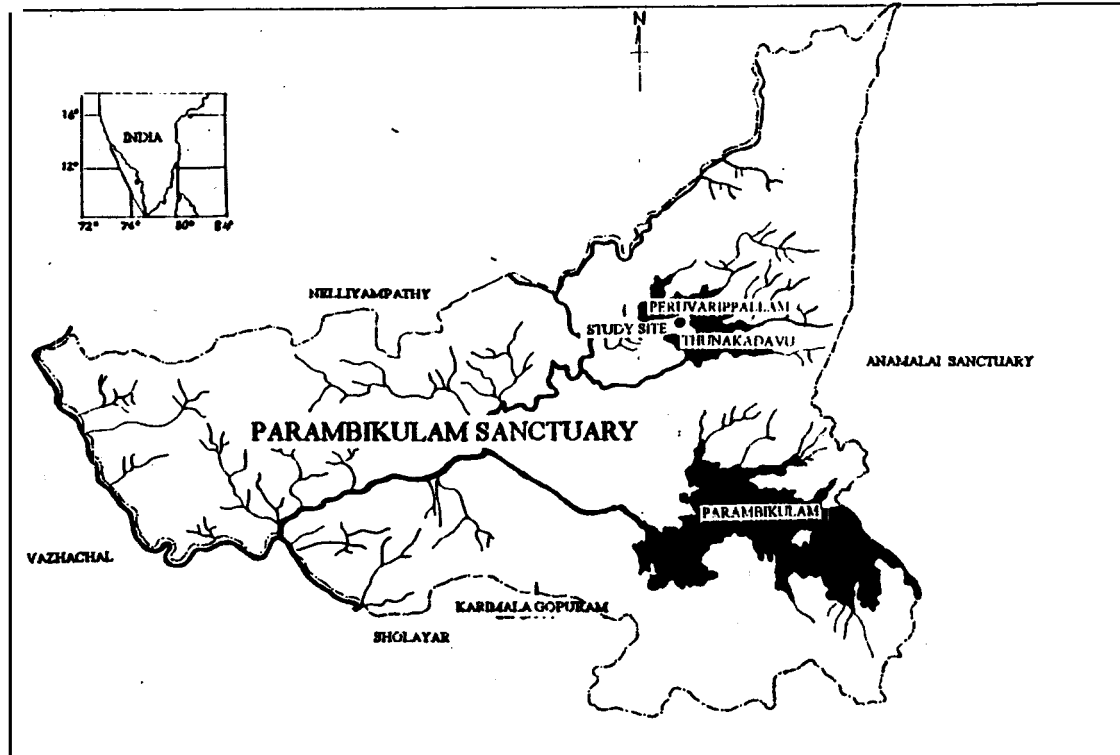 N
16°
INDIA
12°
72° 76° 80° 84°
NELLIYAMPATHY
PERUVARIPPALLAM
STUDY SITE
THUNAKADAVU
ANAMALAI SANCTUARY
PARAMBIKULAM SANCTUARY
PARAMBIKULAM
VAZHACHAL
KARIMALA GOPURAM
SHOLAYAR